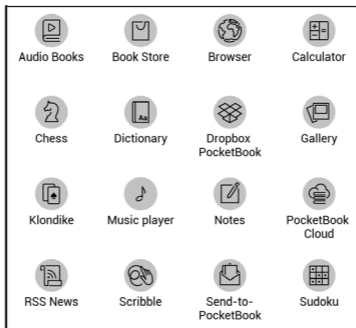 Audio Books
Book Store
Browser
Calculator
Chess
Aa
Dictionary
Dropbox
PocketBook
Gallery
Klondike
Music player
Notes
PocketBook
Cloud
RSS News
Scribble
Send-to-
PocketBook
Sudoku